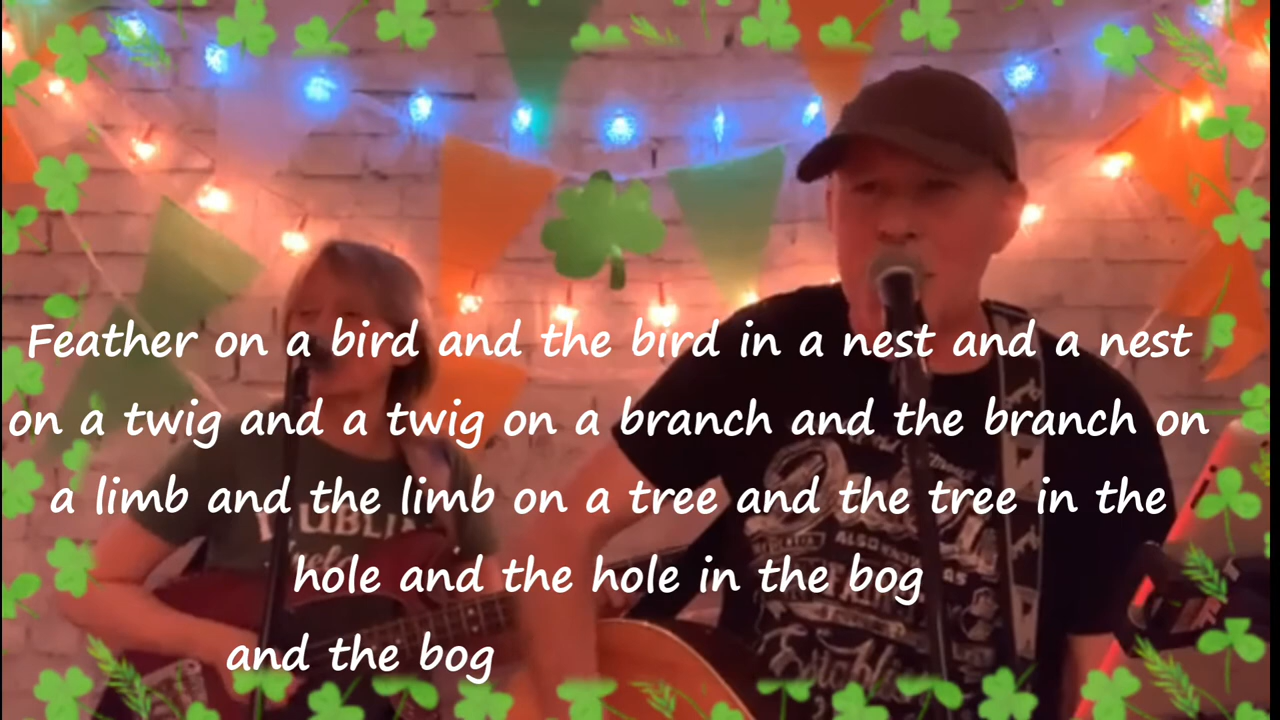 Feather on a bird and the bird in a nest and a nest
on a twig and a twig on a branch and the branch on
a limb and the limb on a tree and the tree in the
hole and the hole in the bog
and the bog
ALSO